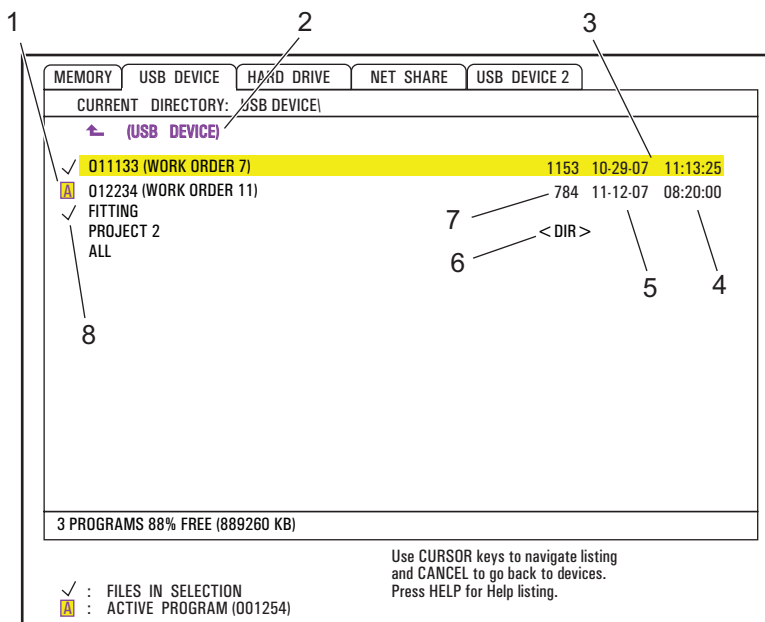 1 2 3
MEMORY USB DEVICE HARD DRIVE NET SHARE USB DEVICE 2
CURRENT DIRECTORY: USB DEVICE\
(USB DEVICE)
O11133 (WORK ORDER 7) 1153 10-29-07 11:13:25
A O12234 (WORK ORDER 11) 784 11-12-07 08:20:00
FITTING
7
PROJECT 2 <DIR>
ALL
6 5 4
8
3 PROGRAMS 88% FREE (889260 KB)
Use CURSOR keys to navigate listing
and CANCEL to go back to devices.
Press HELP for Help listing.
✓ : FILES IN SELECTION
A : ACTIVE PROGRAM (O01254)